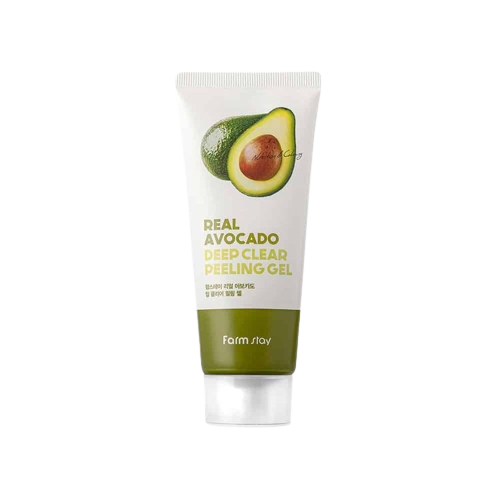 REAL
AVOCADO
DEEP CLEAR
PEELING GEL
팜스테이 리얼 아보카도
딥 클리어 필링 젤
Farm stay